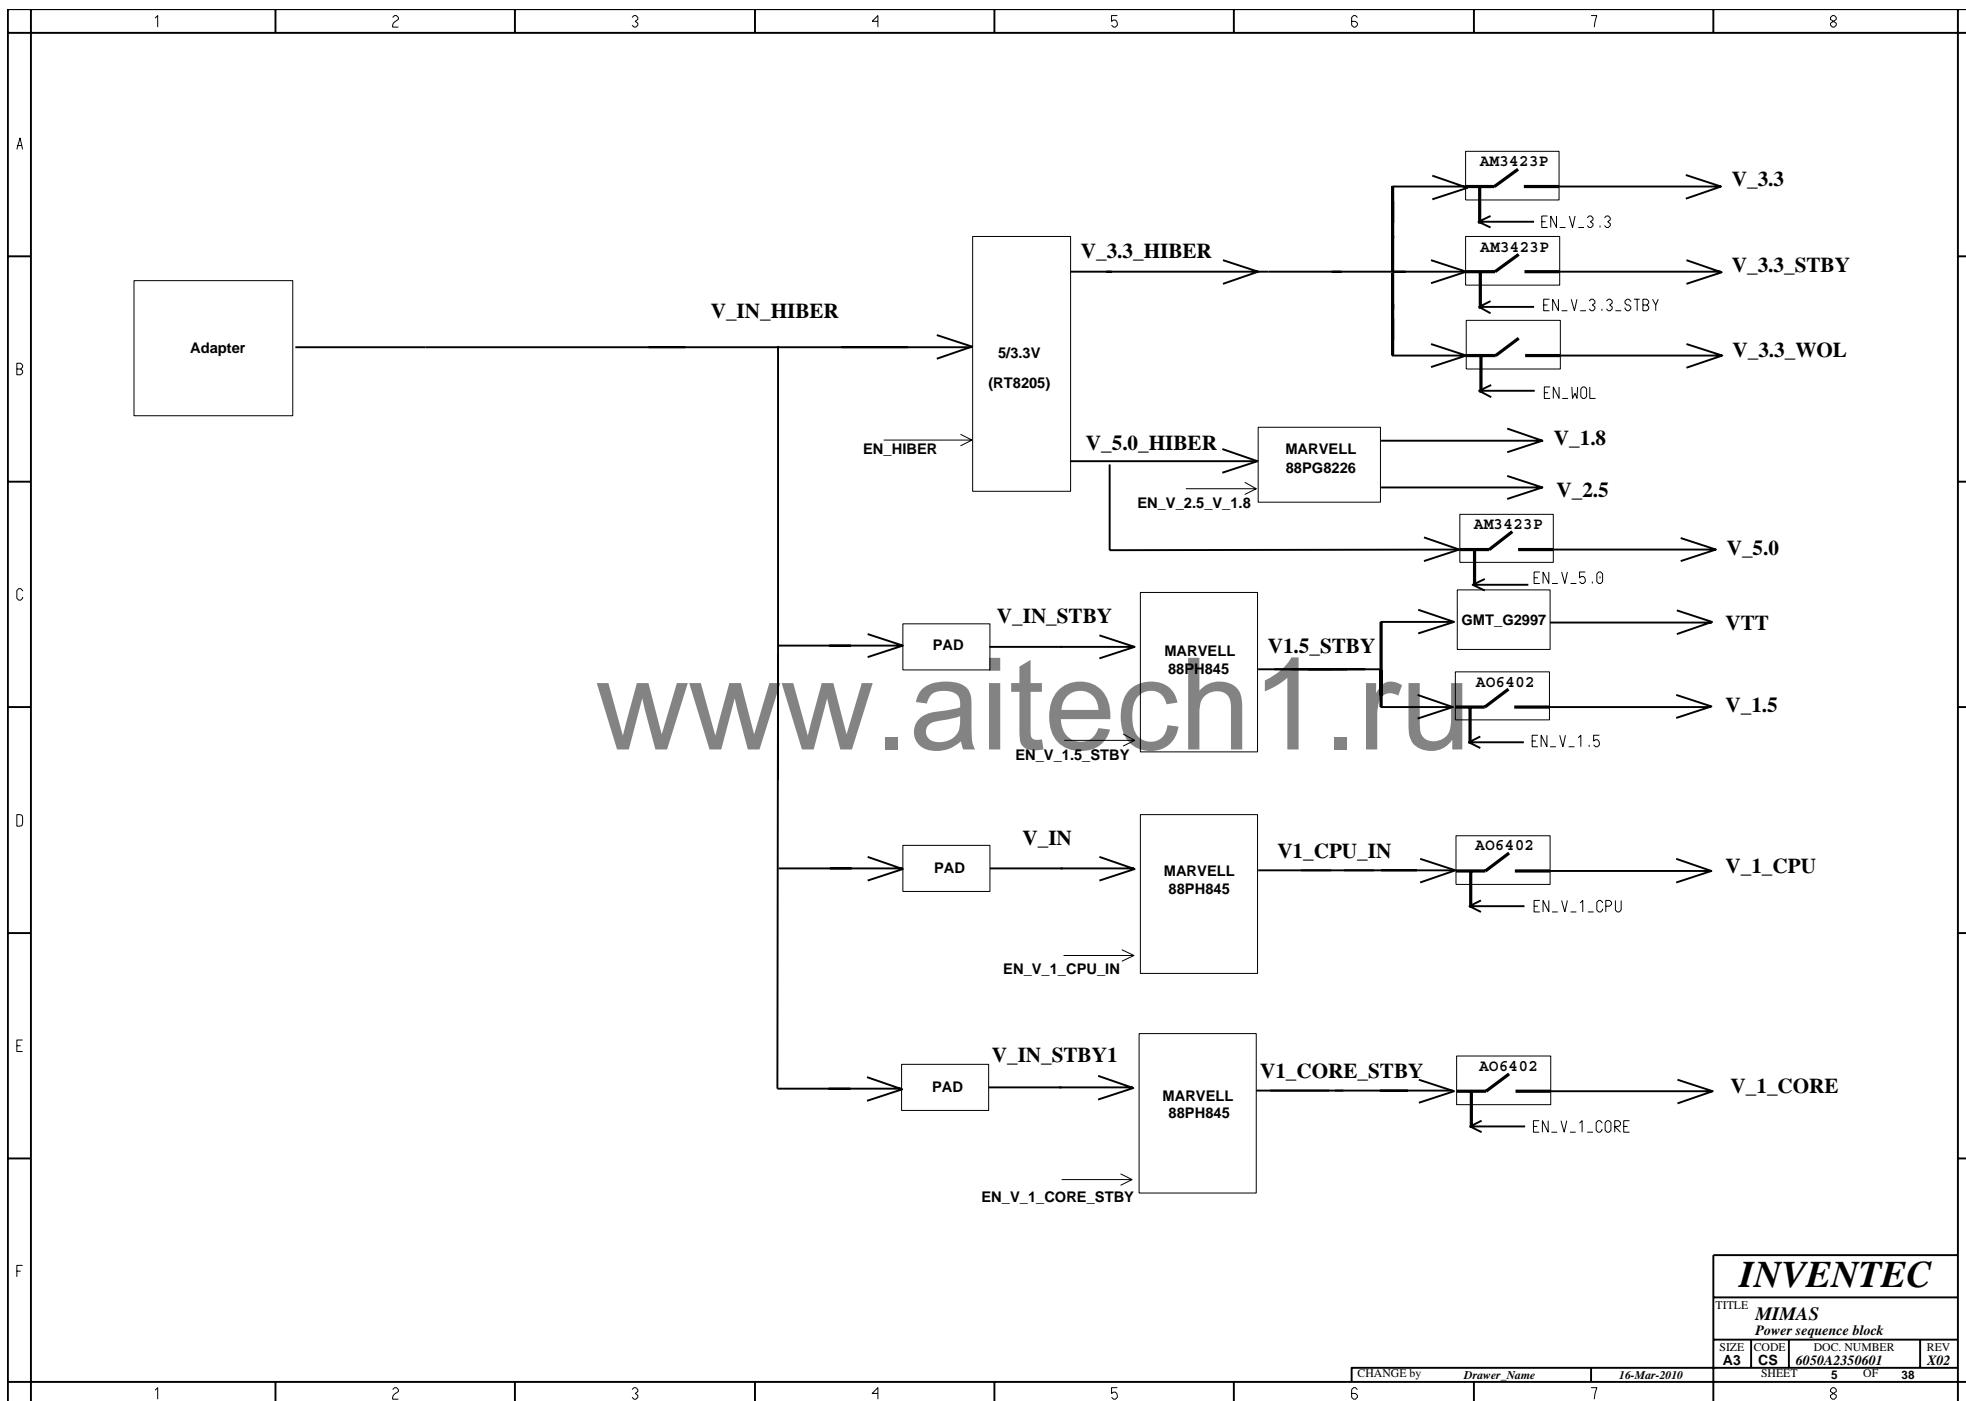 1 2 3 4 5 6 7 8
A
B
C
D
E
F
Adapter
V_IN_HIBER
5/3.3V
(RT8205)
EN_HIBER
V_3.3_HIBER
V_5.0_HIBER
AM3423P
V_3.3
EN_V_3.3
AM3423P
V_3.3_STBY
EN_V_3.3_STBY
V_3.3_WOL
EN_WOL
MARVELL
88PG8226
EN_V_2.5_V_1.8
V_1.8
V_2.5
AM3423P
V_5.0
EN_V_5.0
PAD
V_IN_STBY
MARVELL
88PH845
EN_V_1.5_STBY
V1.5_STBY
GMT_G2997
VTT
AO6402
V_1.5
EN_V_1.5
www.aitech1.ru
PAD
V_IN
MARVELL
88PH845
EN_V_1_CPU_IN
V1_CPU_IN
AO6402
V_1_CPU
EN_V_1_CPU
PAD
V_IN_STBY1
MARVELL
88PH845
EN_V_1_CORE_STBY
V1_CORE_STBY
AO6402
V_1_CORE
EN_V_1_CORE
INVENTEC
TITLE MIMAS
Power sequence block
SIZE CODE DOC. NUMBER REV
A3 CS 6050A2350601 X02
CHANGE by Drawer_Name 16-Mar-2010 SHEET 5 OF 38
1 2 3 4 5 6 7 8